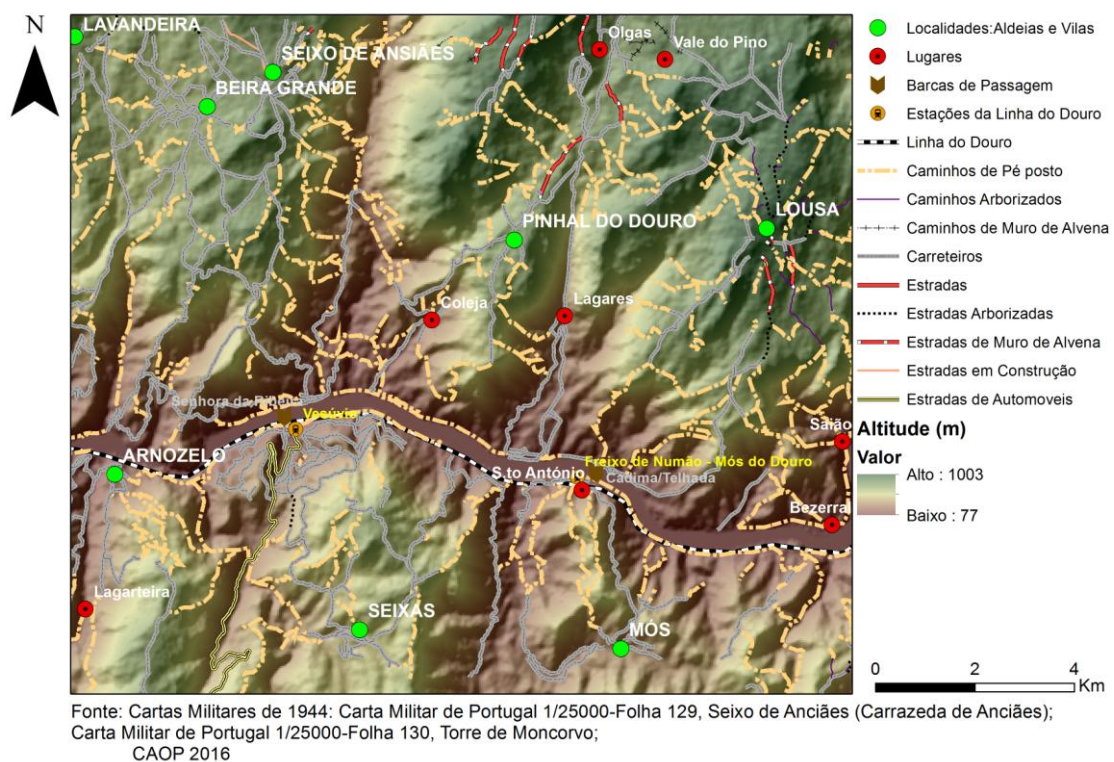 N
LAVANDEIRA
SEIXO DE ANSIÃES
BEIRA GRANDE
Olgas
Vale do Pino
PINHAL DO DOURO
LOUSA
Coleja
Lagares
Senhora da Ribeira
Vesúvio
ARNOZELO
S.to António
Freixo de Numão - Mós do Douro
Cadima/Telhada
Saião
Bezerra
Lagarteira
SEIXAS
MÓS
Localidades:Aldeias e Vilas
Lugares
Barcas de Passagem
Estações da Linha do Douro
Linha do Douro
Caminhos de Pé posto
Caminhos Arborizados
Caminhos de Muro de Alvena
Carreteiros
Estradas
Estradas Arborizadas
Estradas de Muro de Alvena
Estradas em Construção
Estradas de Automoveis
Altitude (m)
Valor
Alto : 1003
Baixo : 77
0 2 4
Km
Fonte: Cartas Militares de 1944: Carta Militar de Portugal 1/25000-Folha 129, Seixo de Anciães (Carrazeda de Anciães);
Carta Militar de Portugal 1/25000-Folha 130, Torre de Moncorvo;
CAOP 2016